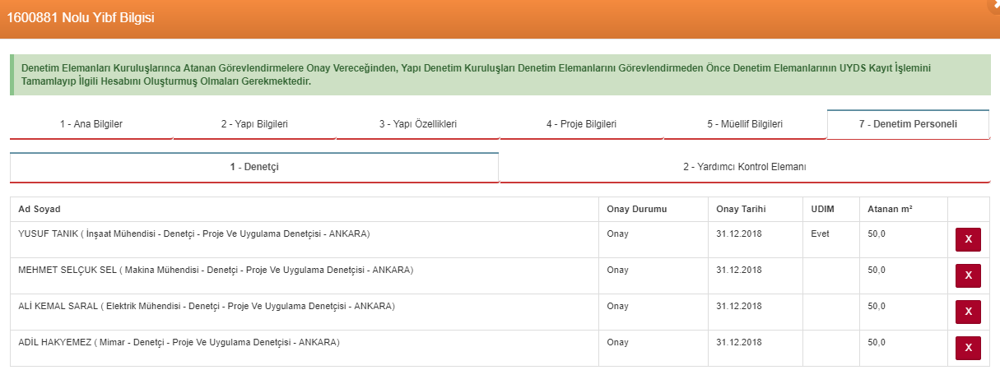 1600881 Nolu Yibf Bilgisi
Denetim Elemanları Kuruluşlarınca Atanan Görevlendirmelere Onay Vereceğinden, Yapı Denetim Kuruluşları Denetim Elemanlarını Görevlendirmeden Önce Denetim Elemanlarının UYDS Kayıt İşlemini
Tamamlayıp İlgili Hesabını Oluşturmuş Olmaları Gerekmektedir.
1 - Ana Bilgiler 2 - Yapı Bilgileri 3 - Yapı Özellikleri 4 - Proje Bilgileri 5 - Müellif Bilgileri 7 - Denetim Personeli
1 - Denetçi 2 - Yardımcı Kontrol Elemanı
Ad Soyad Onay Durumu Onay Tarihi UDIM Atanan m²
YUSUF TANIK ( İnşaat Mühendisi - Denetçi - Proje Ve Uygulama Denetçisi - ANKARA) Onay 31.12.2018 Evet 50,0 X
MEHMET SELÇUK SEL ( Makina Mühendisi - Denetçi - Proje Ve Uygulama Denetçisi - ANKARA) Onay 31.12.2018 50,0 X
ALİ KEMAL SARAL ( Elektrik Mühendisi - Denetçi - Proje Ve Uygulama Denetçisi - ANKARA) Onay 31.12.2018 50,0 X
ADİL HAKYEMEZ ( Mimar - Denetçi - Proje Ve Uygulama Denetçisi - ANKARA) Onay 31.12.2018 50,0 X